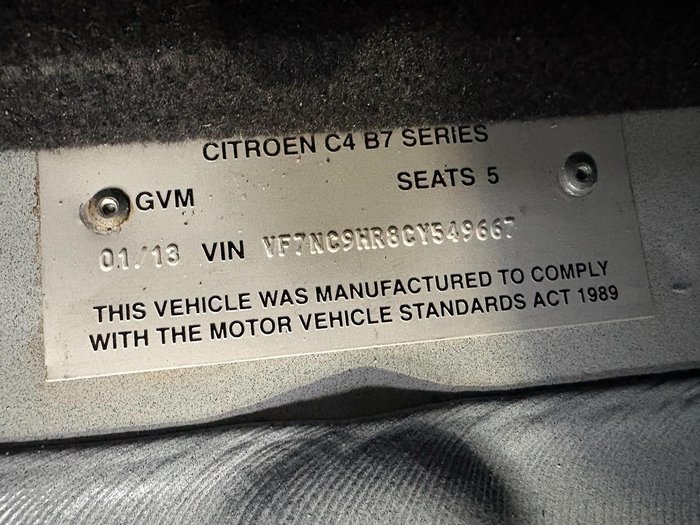 CITROEN C4 B7 SERIES
GVM SEATS 5
01/13 VIN VF7NC9HR8CY549667
THIS VEHICLE WAS MANUFACTURED TO COMPLY
WITH THE MOTOR VEHICLE STANDARDS ACT 1989